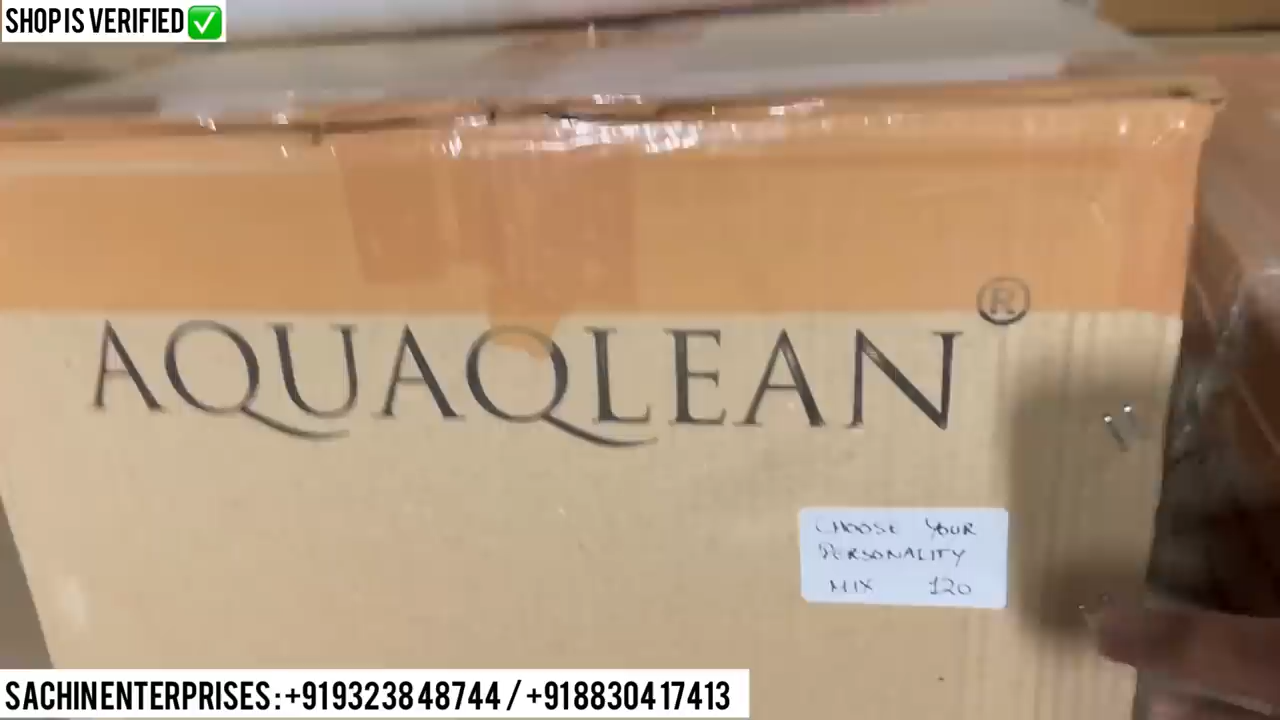 SHOP IS VERIFIED ✅
AQUAQLEAN ®
CHOOSE YOUR
PERSONALITY
MIX 120
SACHIN ENTERPRISES : +919323848744 / +918830417413